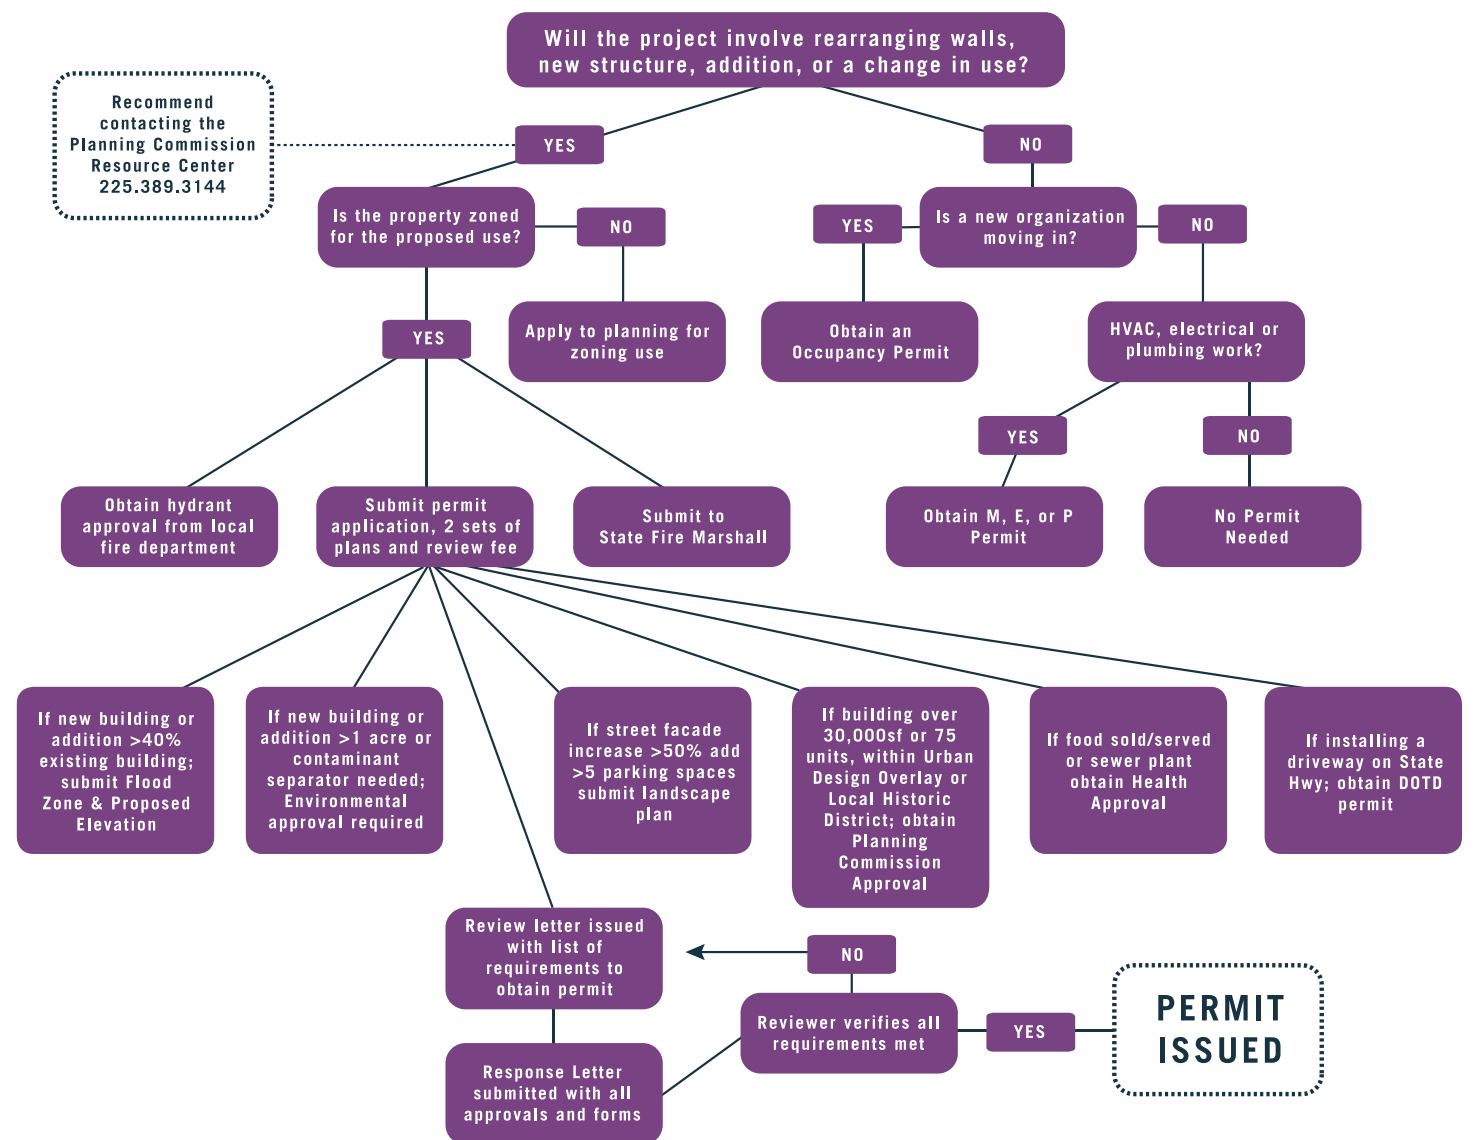 Will the project involve rearranging walls,
new structure, addition, or a change in use?
Recommend
contacting the
Planning Commission
Resource Center
225.389.3144
YES
NO
Is the property zoned
for the proposed use?
NO
YES
Is a new organization
moving in?
NO
YES
Apply to planning for
zoning use
Obtain an
Occupancy Permit
HVAC, electrical or
plumbing work?
YES
NO
Obtain hydrant
approval from local
fire department
Submit permit
application, 2 sets of
plans and review fee
Submit to
State Fire Marshall
Obtain M, E, or P
Permit
No Permit
Needed
If new building or
addition >40%
existing building;
submit Flood
Zone & Proposed
Elevation
If new building or
addition >1 acre or
contaminant
separator needed;
Environmental
approval required
If street facade
increase >50% add
>5 parking spaces
submit landscape
plan
If building over
30,000sf or 75
units, within Urban
Design Overlay or
Local Historic
District; obtain
Planning
Commission
Approval
If food sold/served
or sewer plant
obtain Health
Approval
If installing a
driveway on State
Hwy; obtain DOTD
permit
Review letter issued
with list of
requirements to
obtain permit
NO
Reviewer verifies all
requirements met
YES
PERMIT
ISSUED
Response Letter
submitted with all
approvals and forms